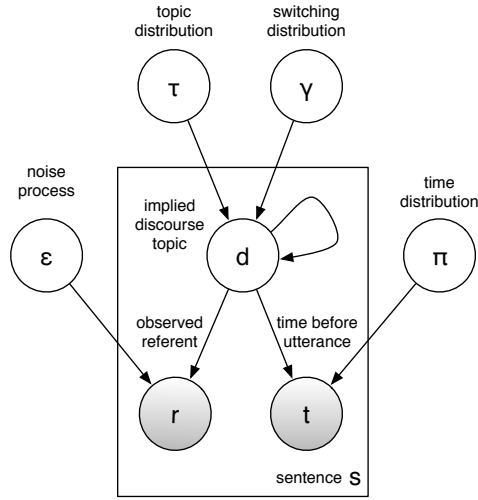 topic
distribution
switching
distribution
τ
γ
noise
process
implied
discourse
topic
time
distribution
ε
d
π
observed
referent
time before
utterance
r
t
sentence s